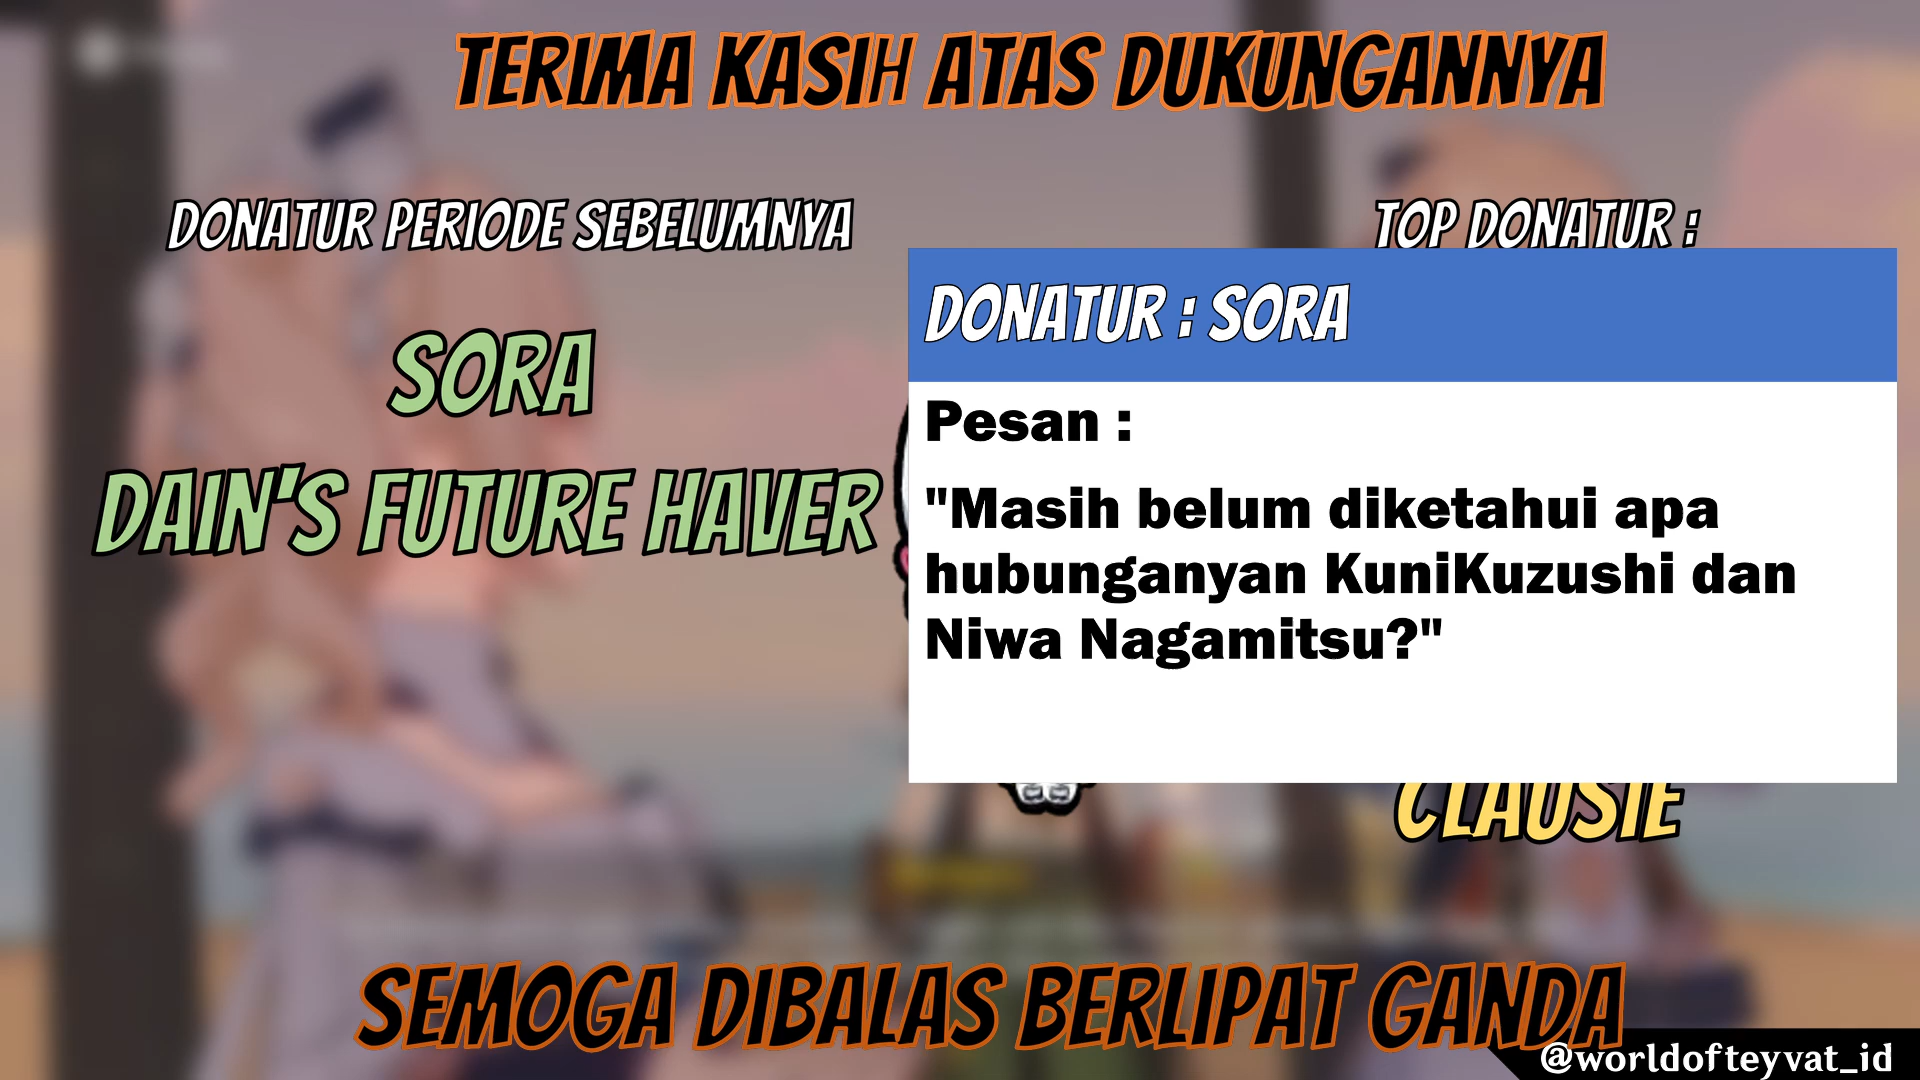 TERIMA KASIH ATAS DUKUNGANNYA
DONATUR PERIODE SEBELUMNYA
SORA
DAIN'S FUTURE HAVER
TOP DONATUR :
DONATUR : SORA
Pesan :
"Masih belum diketahui apa
hubunganyan KuniKuzushi dan
Niwa Nagamitsu?"
CLAUSIE
SEMOGA DIBALAS BERLIPAT GANDA
@worldofteyvat_id